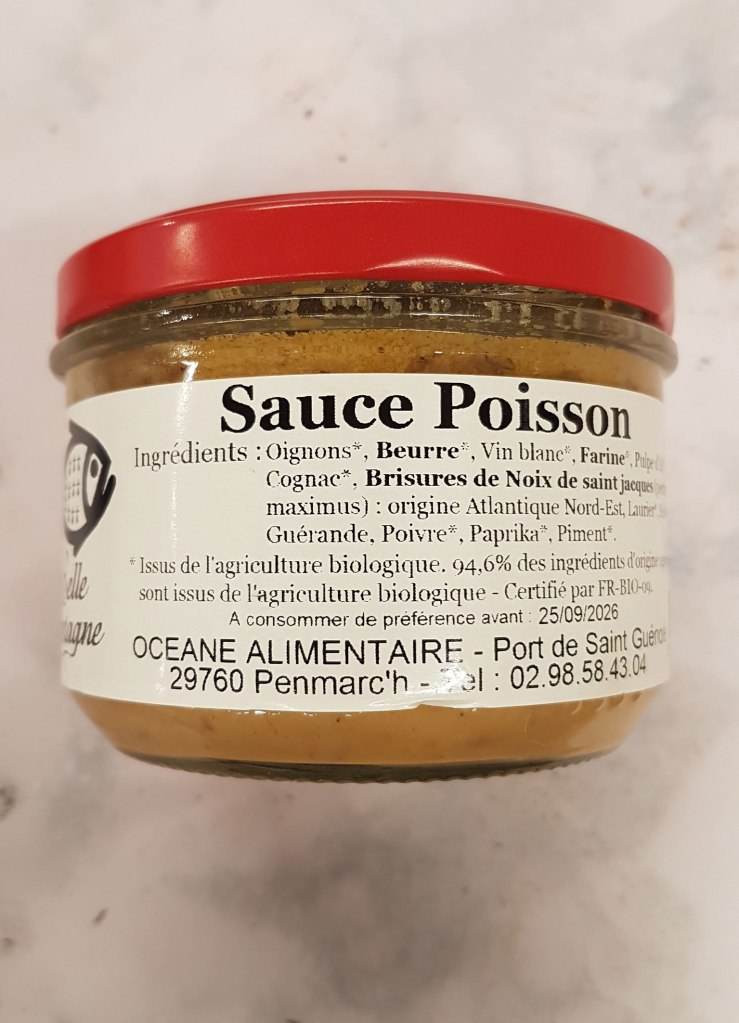 Sauce Poisson
Ingrédients : Oignons*, Beurre*, Vin blanc*, Farine*, Pulpe
Cognac*, Brisures de Noix de saint jacques
maximus) : origine Atlantique Nord-Est, Laurier*,
Guérande, Poivre*, Paprika*, Piment*.
* Issus de l'agriculture biologique. 94,6% des ingrédients d'origine
sont issus de l'agriculture biologique - Certifié par FR-BIO-09.
A consommer de préférence avant : 25/09/2026
OCEANE ALIMENTAIRE - Port de Saint Guénolé
29760 Penmarc'h - Tel : 02.98.58.43.04